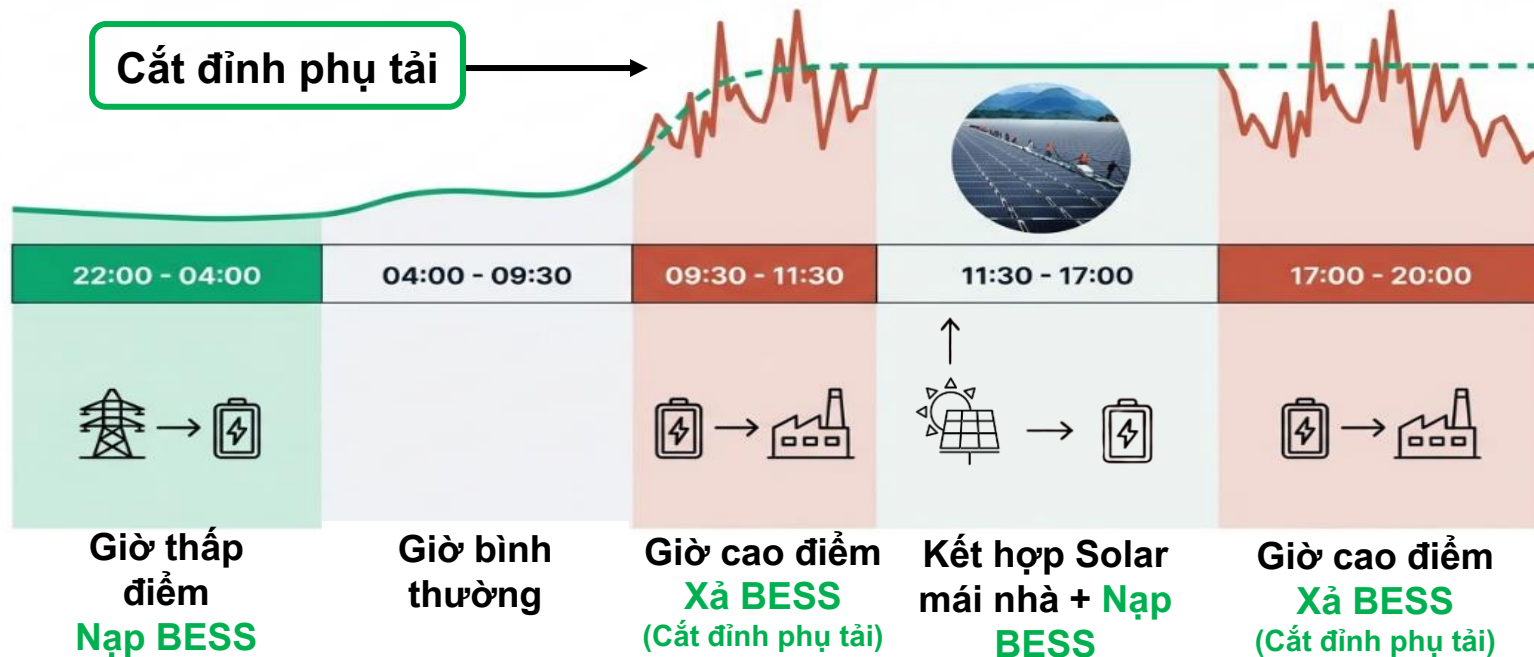 Cắt đỉnh phụ tải
22:00 - 04:00
04:00 - 09:30
09:30 - 11:30
11:30 - 17:00
17:00 - 20:00
Giờ thấp
điểm
Nạp BESS
Giờ bình
thường
Giờ cao điểm
Xả BESS
(Cắt đỉnh phụ tải)
Kết hợp Solar
mái nhà + Nạp
BESS
Giờ cao điểm
Xả BESS
(Cắt đỉnh phụ tải)